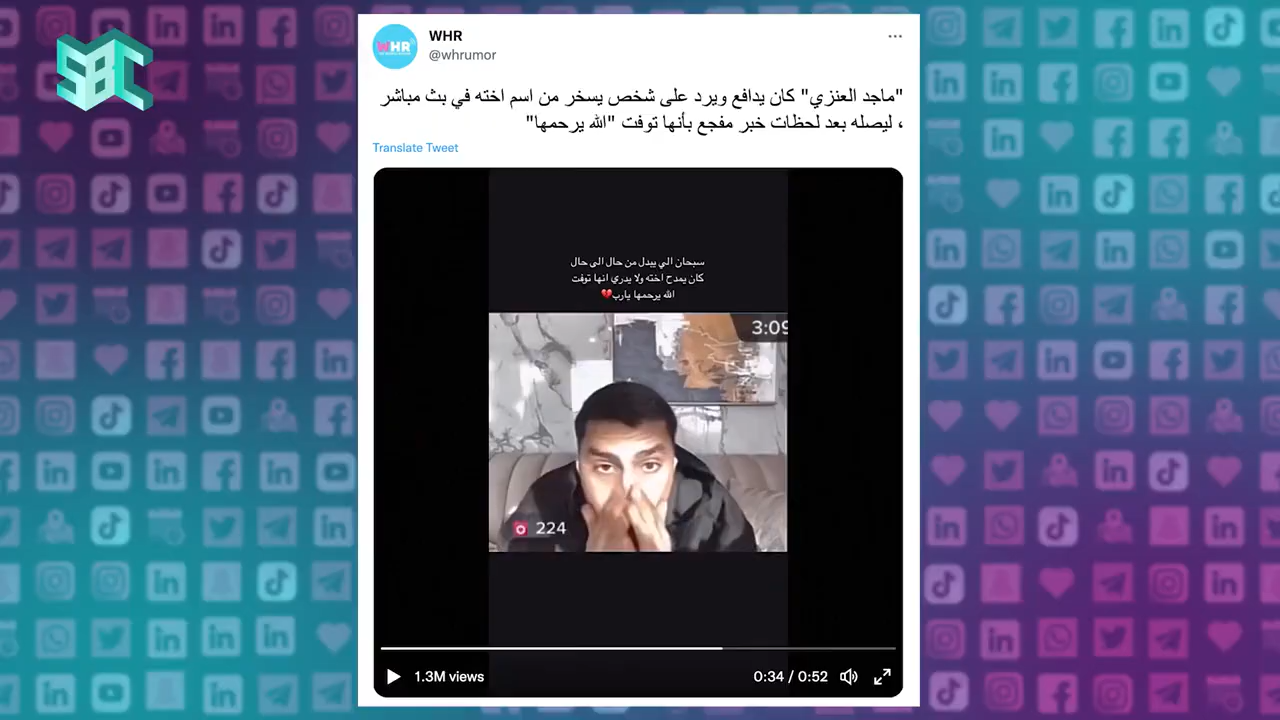 SBC
WHR
WHR
@whrumor
"ماجد العنزي" كان يدافع ويرد على شخص يسخر من اسم اخته في بث مباشر
، ليصله بعد لحظات خبر مفجع بأنها توفت "الله يرحمها"
Translate Tweet
سبحان الي يبدل من حال الى حال
كان يمدح اخته ولا يدري انها توفت
الله يرحمها يارب💔
3:09
224
1.3M views
0:34 / 0:52